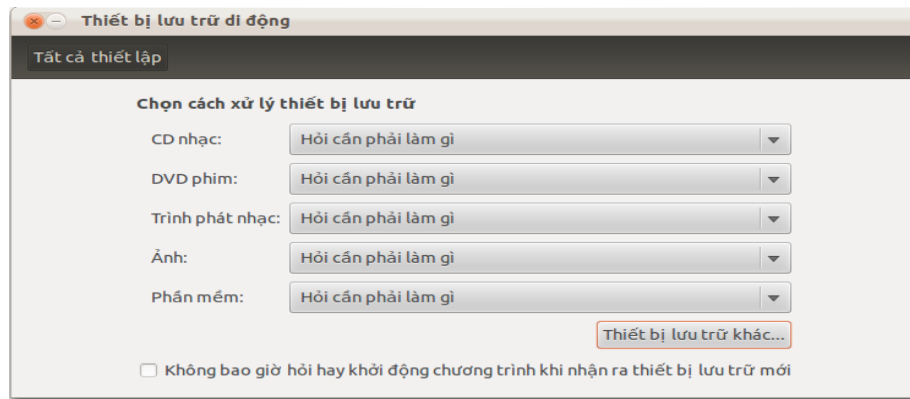 Thiết bị lưu trữ di động
Tất cả thiết lập
Chọn cách xử lý thiết bị lưu trữ
CD nhạc: Hỏi cần phải làm gì
DVD phim: Hỏi cần phải làm gì
Trình phát nhạc: Hỏi cần phải làm gì
Ảnh: Hỏi cần phải làm gì
Phần mềm: Hỏi cần phải làm gì
Thiết bị lưu trữ khác...
Không bao giờ hỏi hay khởi động chương trình khi nhận ra thiết bị lưu trữ mới